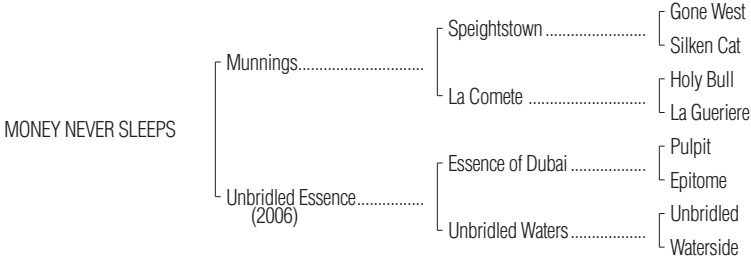 Gone West
Speightstown .......................
Silken Cat
Munnings.............................
Holy Bull
La Comete ...........................
La Gueriere
MONEY NEVER SLEEPS
Pulpit
Essence of Dubai .................
Epitome
Unbridled Essence...............
(2006)
Unbridled
Unbridled Waters .................
Waterside